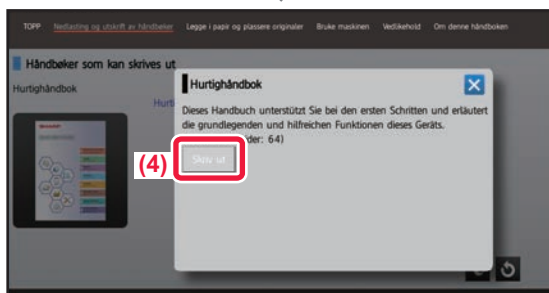 TOPP Nedlasting og utskrift av håndbøker Legge i papir og plassere originaler Bruke maskinen Vedlikehold Om denne håndboken
Håndbøker som kan skrives ut
Hurtighåndbok
Hurti
Hurtighåndbok
Dieses Handbuch unterstützt Sie bei den ersten Schritten und erläutert
die grundlegenden und hilfreichen Funktionen dieses Geräts.
der: 64)
(4)
Skriv ut